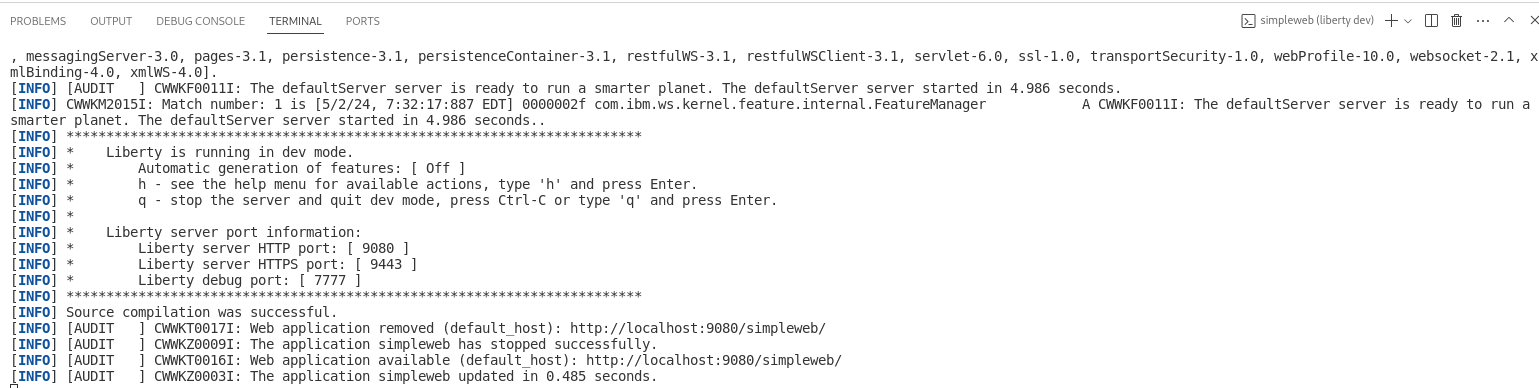 PROBLEMS OUTPUT DEBUG CONSOLE TERMINAL PORTS simpleweb (liberty dev)
, messagingServer-3.0, pages-3.1, persistence-3.1, persistenceContainer-3.1, restfulWS-3.1, restfulWSClient-3.1, servlet-6.0, ssl-1.0, transportSecurity-1.0, webProfile-10.0, websocket-2.1, x
mlBinding-4.0, xmlWS-4.0].
[INFO] [AUDIT   ] CWWKF0011I: The defaultServer server is ready to run a smarter planet. The defaultServer server started in 4.986 seconds.
[INFO] CWWKM2015I: Match number: 1 is [5/2/24, 7:32:17:887 EDT] 0000002f com.ibm.ws.kernel.feature.internal.FeatureManager            A CWWKF0011I: The defaultServer server is ready to run a
smarter planet. The defaultServer server started in 4.986 seconds..
[INFO] ************************************************************************
[INFO] *    Liberty is running in dev mode.
[INFO] *        Automatic generation of features: [ Off ]
[INFO] *        h - see the help menu for available actions, type 'h' and press Enter.
[INFO] *        q - stop the server and quit dev mode, press Ctrl-C or type 'q' and press Enter.
[INFO] *
[INFO] *    Liberty server port information:
[INFO] *        Liberty server HTTP port: [ 9080 ]
[INFO] *        Liberty server HTTPS port: [ 9443 ]
[INFO] *        Liberty debug port: [ 7777 ]
[INFO] ************************************************************************
[INFO] Source compilation was successful.
[INFO] [AUDIT   ] CWWKT0017I: Web application removed (default_host): http://localhost:9080/simpleweb/
[INFO] [AUDIT   ] CWWKZ0009I: The application simpleweb has stopped successfully.
[INFO] [AUDIT   ] CWWKT0016I: Web application available (default_host): http://localhost:9080/simpleweb/
[INFO] [AUDIT   ] CWWKZ0003I: The application simpleweb updated in 0.485 seconds.